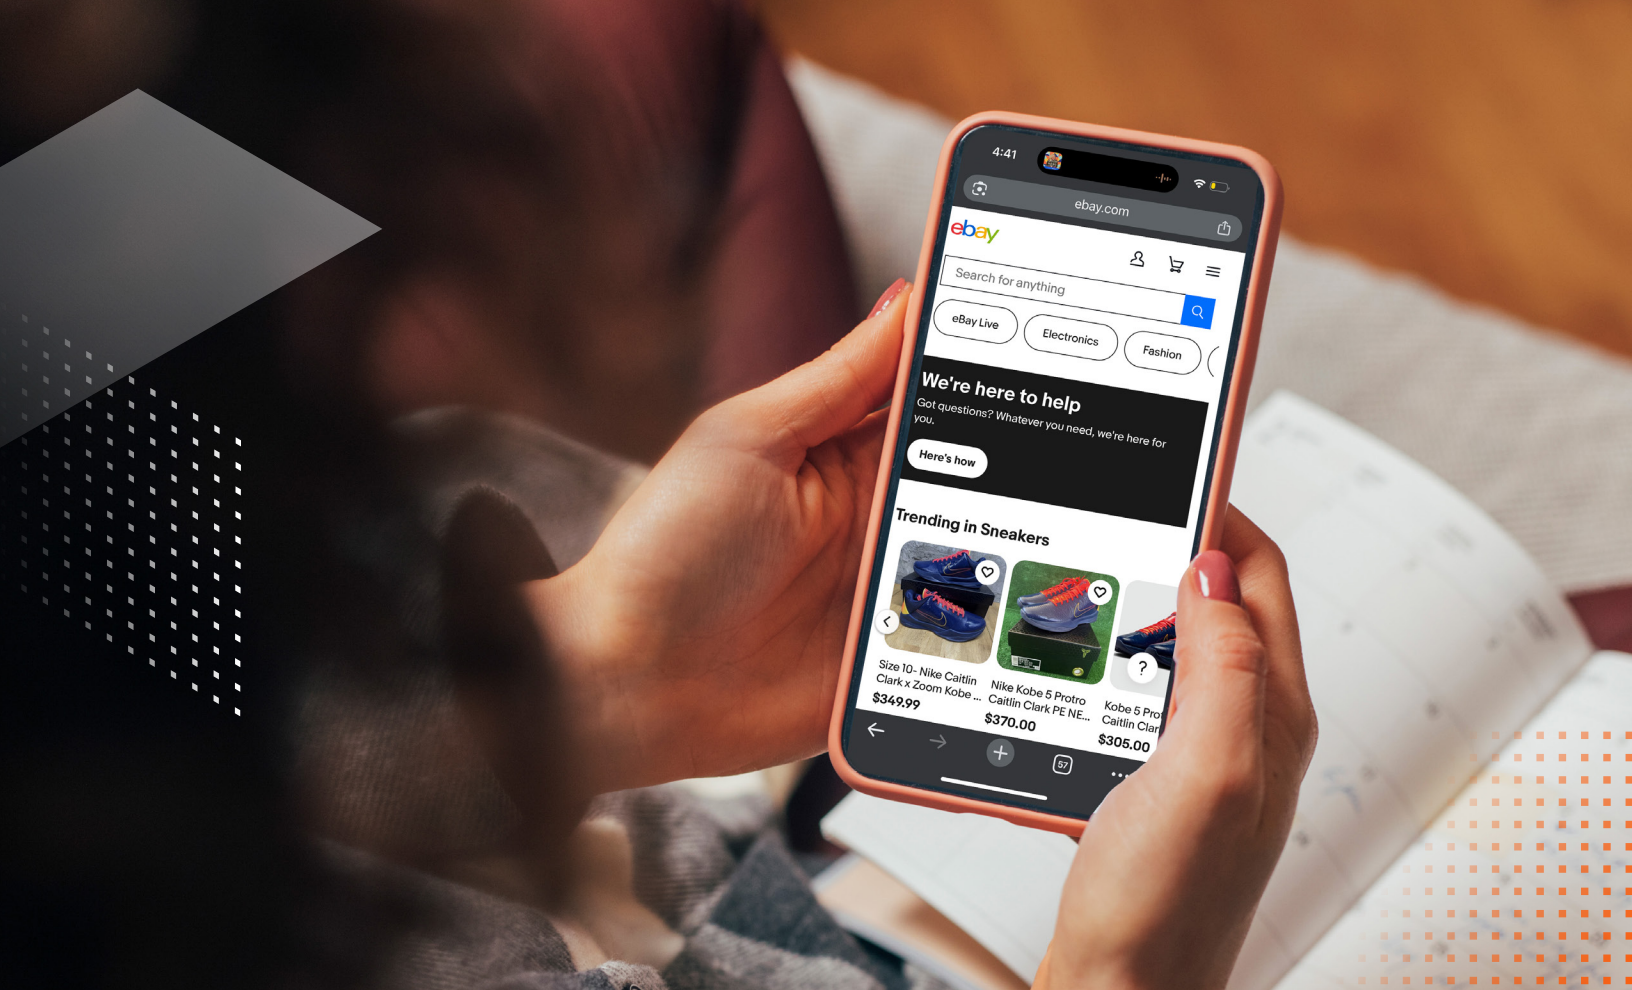 4:41
ebay.com
ebay
Search for anything
eBay Live
Electronics
Fashion
We're here to help
Got questions? Whatever you need, we're here for
you.
Here's how
Trending in Sneakers
Size 10- Nike Caitlin
Clark x Zoom Kobe ...
$349.99
Nike Kobe 5 Protro
Caitlin Clark PE NE...
$370.00
Kobe 5 Pro
Caitlin Clar
$305.00
?
57